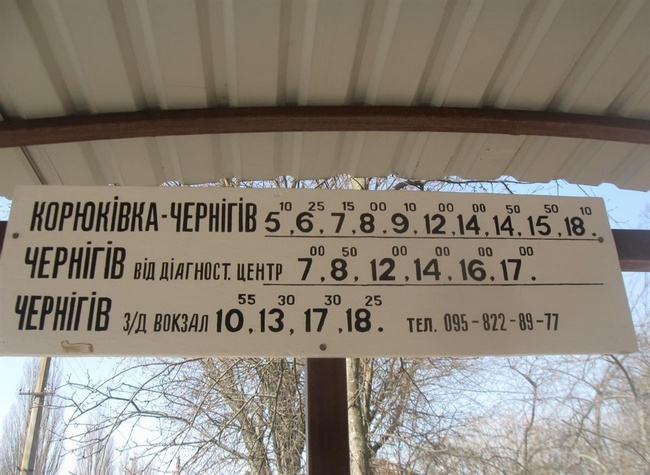 КОРЮКІВКА-ЧЕРНІГІВ 5¹⁰, 6²⁵, 7¹⁵, 8⁰⁰, 9¹⁰, 12⁰⁰, 14⁰⁰, 14⁵⁰, 15⁵⁰, 18¹⁰.
ЧЕРНІГІВ ВІД ДІАГНОСТ. ЦЕНТР 7⁰⁰, 8⁵⁰, 12⁰⁰, 14⁰⁰, 16⁰⁰, 17⁰⁰.
ЧЕРНІГІВ З/Д ВОКЗАЛ 10⁵⁵, 13³⁰, 17³⁰, 18²⁵. ТЕЛ. 095-822-89-77